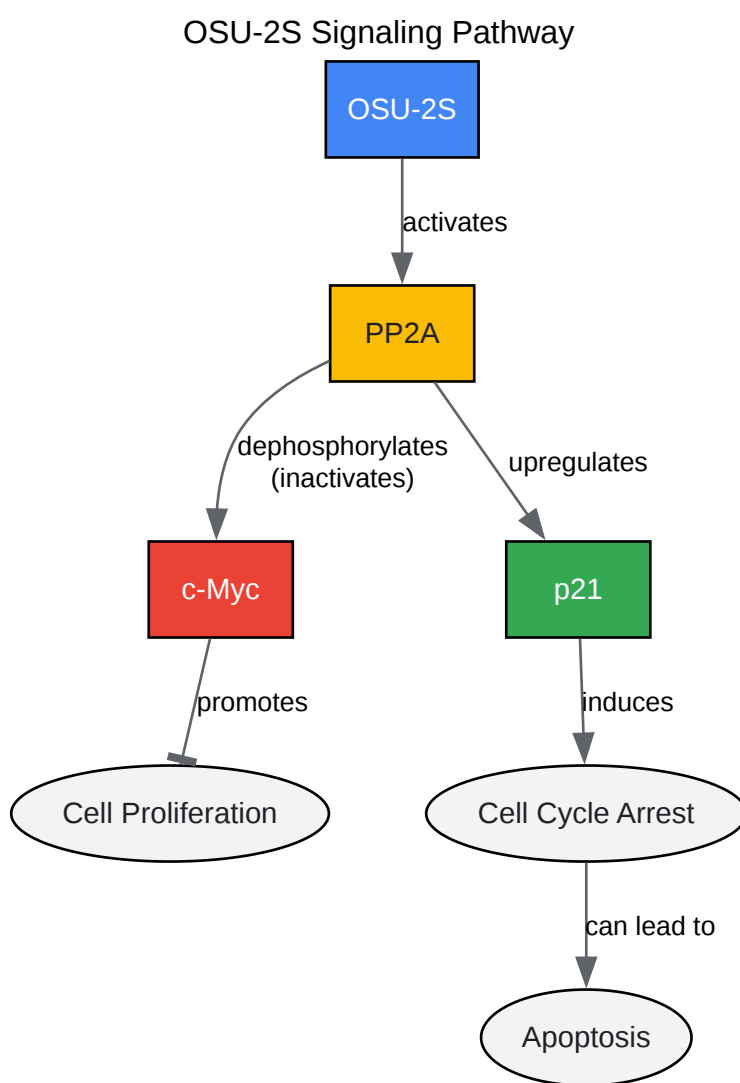 OSU-2S Signaling Pathway
OSU-2S
activates
PP2A
dephosphorylates
(inactivates)
upregulates
c-Myc
p21
promotes
induces
Cell Proliferation
Cell Cycle Arrest
can lead to
Apoptosis